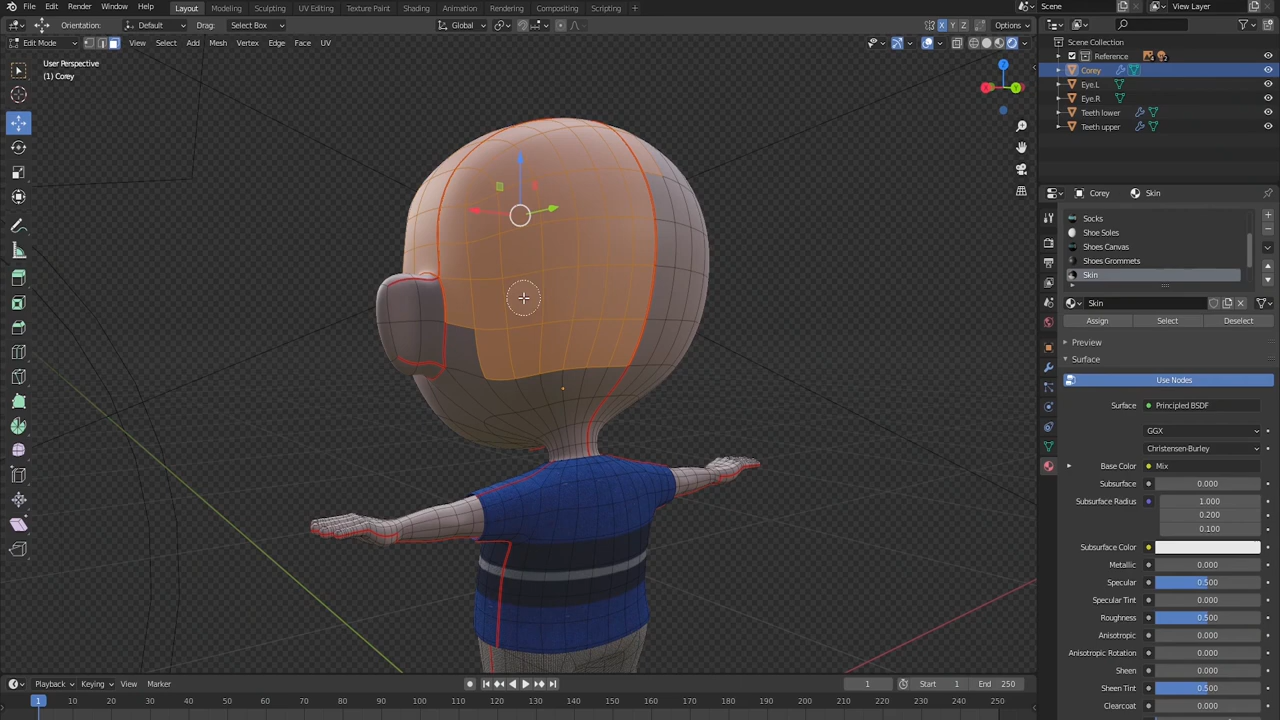 File Edit Render Window Help Layout Modeling Sculpting UV Editing Texture Paint Shading Animation Rendering Compositing Scripting + Scene View Layer
Orientation: Default Drag: Select Box Global X Y Z Options
Edit Mode View Select Add Mesh Vertex Edge Face UV
User Perspective
(1) Corey
Z
X
Y
Scene Collection
Reference
Corey
Eye.L
Eye.R
Teeth lower
Teeth upper
Corey Skin
Socks
Shoe Soles
Shoes Canvas
Shoes Grommets
Skin
Skin
Assign Select Deselect
Preview
Surface
Use Nodes
Surface Principled BSDF
GGX
Christensen-Burley
Base Color Mix
Subsurface 0.000
Subsurface Radius 1.000
0.200
0.100
Subsurface Color
Metallic 0.000
Specular 0.500
Specular Tint 0.000
Roughness 0.500
Anisotropic 0.000
Anisotropic Rotation 0.000
Sheen 0.000
Sheen Tint 0.500
Clearcoat 0.000
Playback Keying View Marker 1 Start 1 End 250
1 10 20 30 40 50 60 70 80 90 100 110 120 130 140 150 160 170 180 190 200 210 220 230 240 250